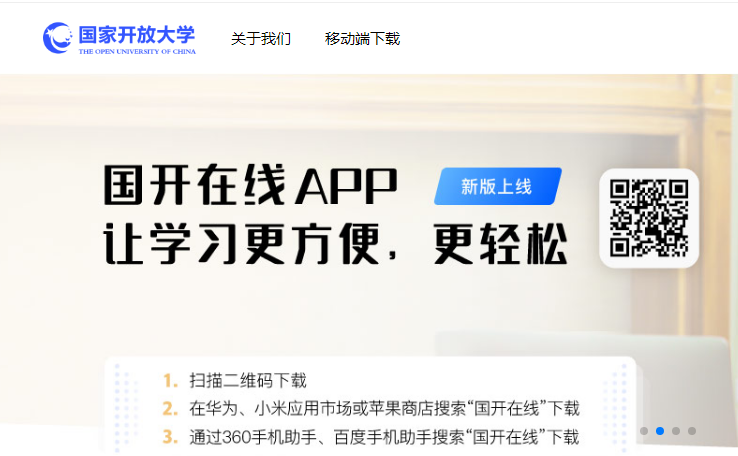 国家开放大学
THE OPEN UNIVERSITY OF CHINA
关于我们
移动端下载
国开在线APP
新版上线
让学习更方便，更轻松
1. 扫描二维码下载
2. 在华为、小米应用市场或苹果商店搜索“国开在线”下载
3. 通过360手机助手、百度手机助手搜索“国开在线”下载